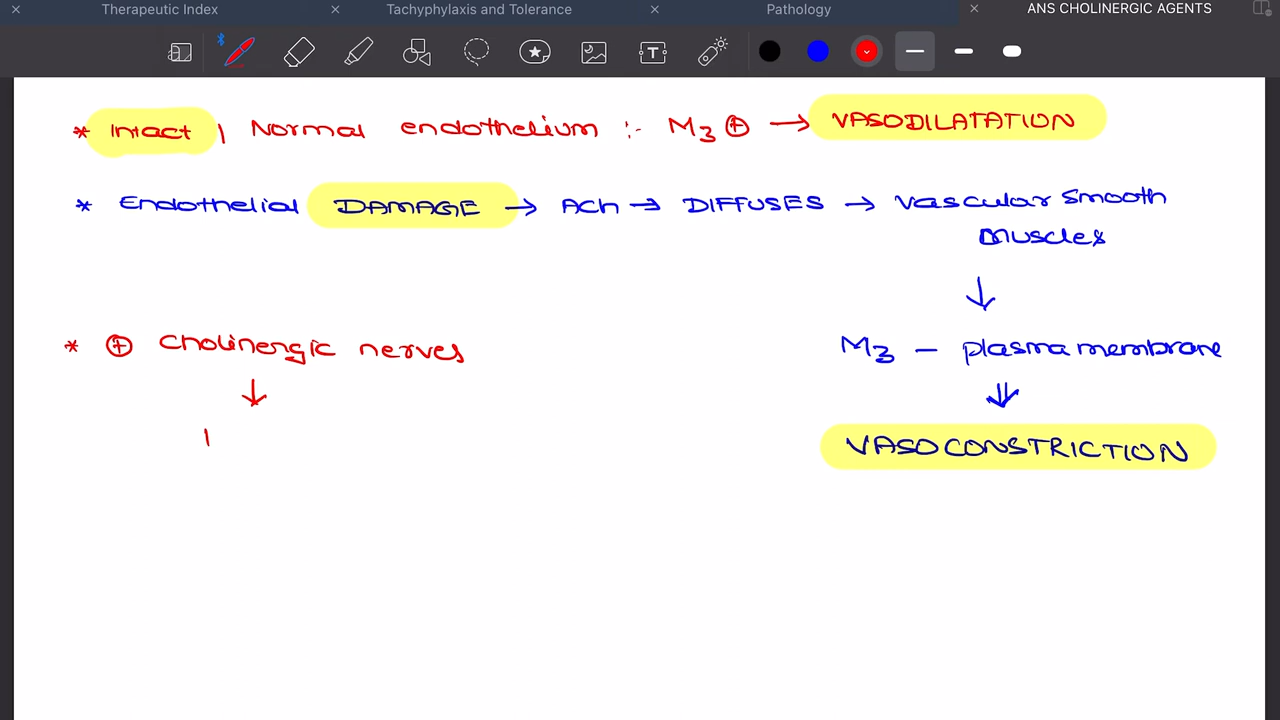 Therapeutic Index
Tachyphylaxis and Tolerance
Pathology
ANS CHOLINERGIC AGENTS
* Intact / Normal endothelium :- M3 ⊕ → VASODILATATION
* Endothelial DAMAGE → ACh → DIFFUSES → Vascular Smooth
Muscles
↓
* ⊕ Cholinergic nerves
M3 – plasma membrane
↓
⇓
VASOCONSTRICTION